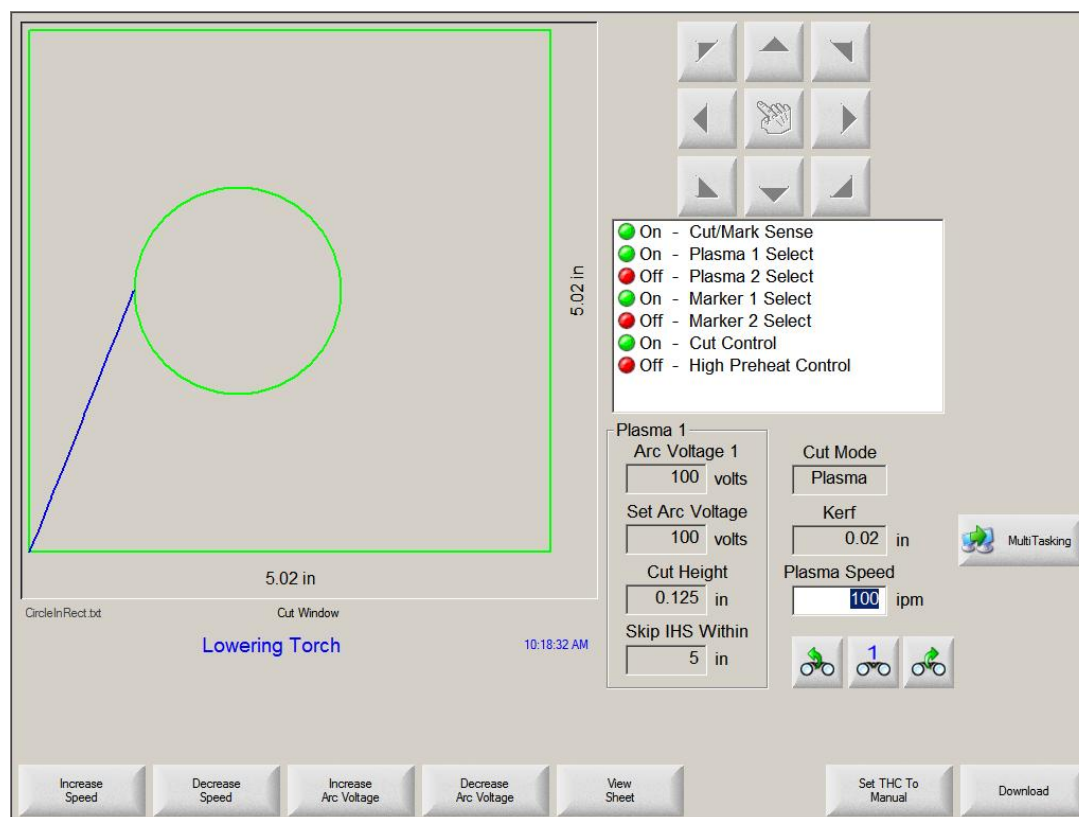 5.02 in
5.02 in
CircleInRect.txt
Cut Window
Lowering Torch
10:18:32 AM
On - Cut/Mark Sense
On - Plasma 1 Select
Off - Plasma 2 Select
On - Marker 1 Select
Off - Marker 2 Select
On - Cut Control
Off - High Preheat Control
Plasma 1
Arc Voltage 1
100 volts
Set Arc Voltage
100 volts
Cut Height
0.125 in
Skip IHS Within
5 in
Cut Mode
Plasma
Kerf
0.02 in
Plasma Speed
100 ipm
1
MultiTasking
Increase
Speed
Decrease
Speed
Increase
Arc Voltage
Decrease
Arc Voltage
View
Sheet
Set THC To
Manual
Download